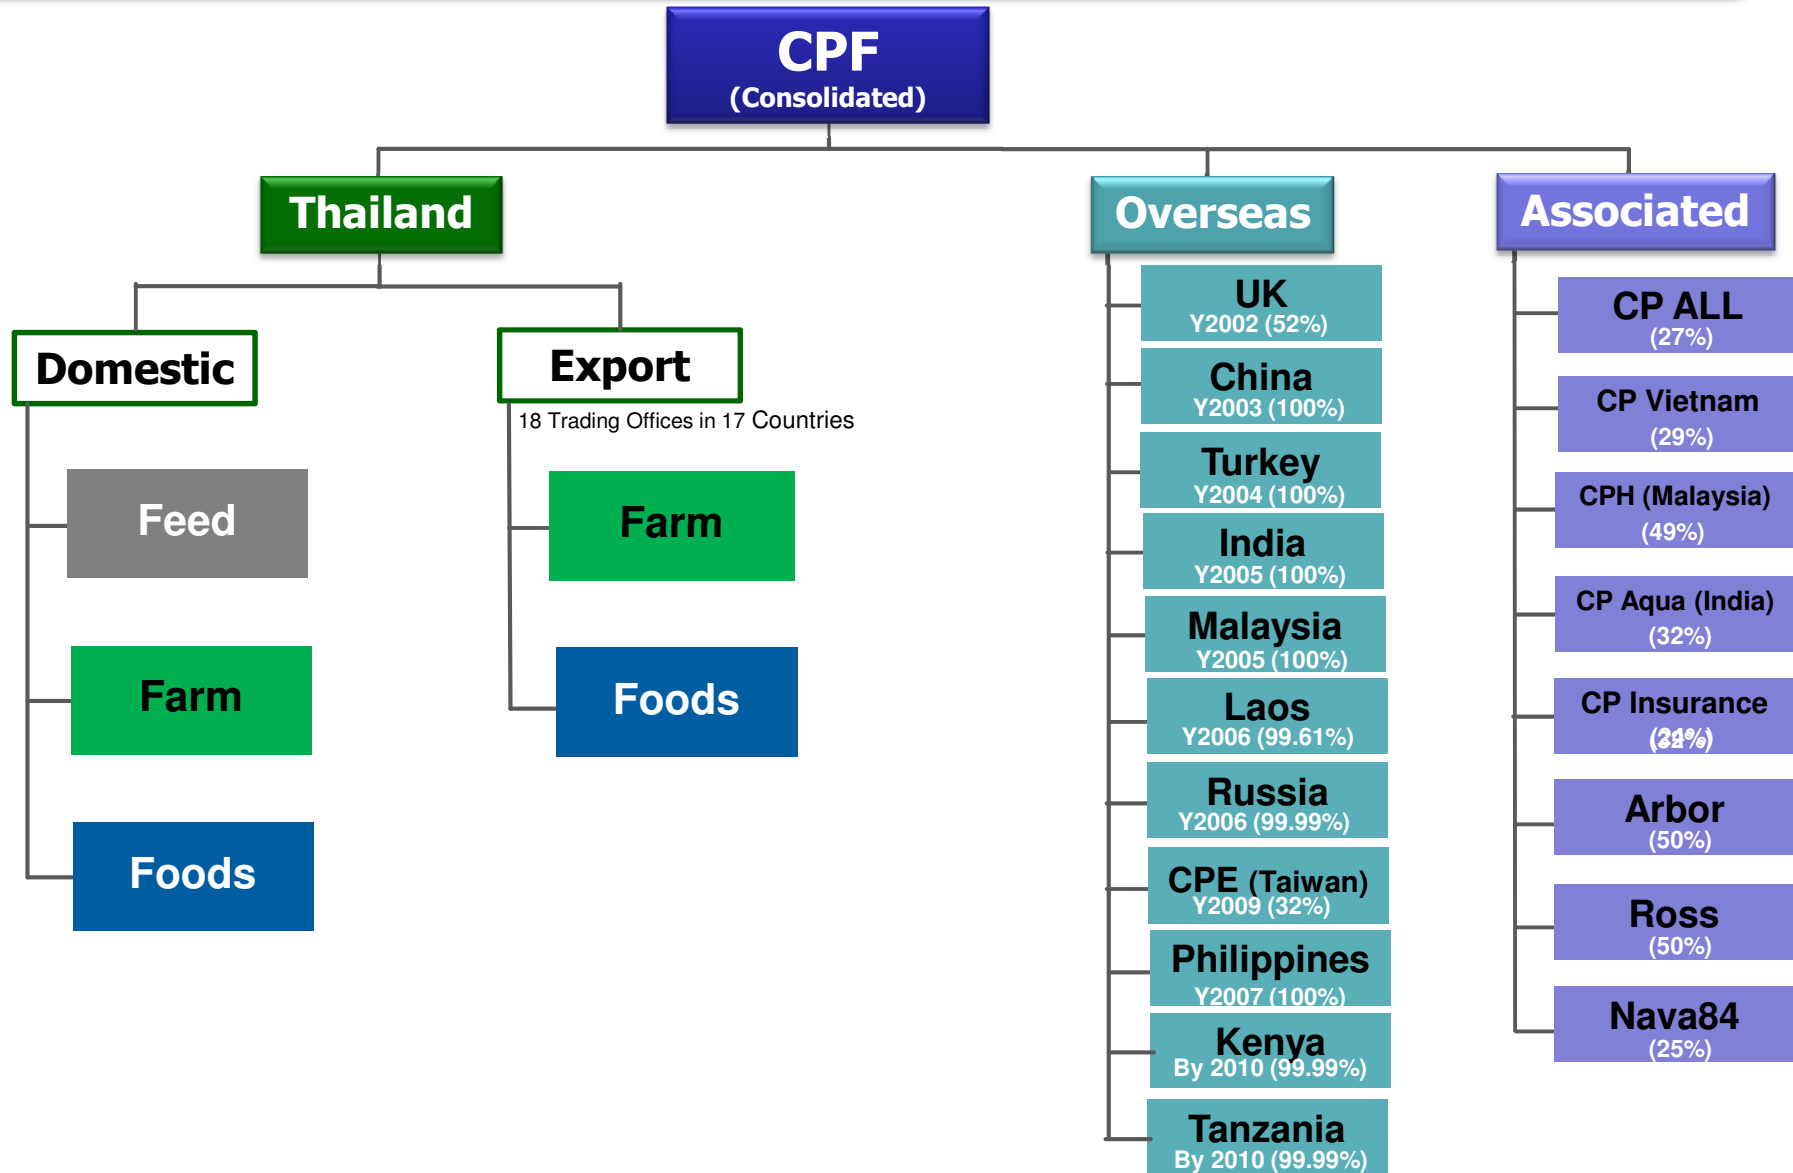 CPF
(Consolidated)
Thailand
Overseas
Associated
Domestic
Export
18 Trading Offices in 17 Countries
Feed
Farm
Foods
Farm
Foods
UK
Y2002 (52%)
China
Y2003 (100%)
Turkey
Y2004 (100%)
India
Y2005 (100%)
Malaysia
Y2005 (100%)
Laos
Y2006 (99.61%)
Russia
Y2006 (99.99%)
CPE (Taiwan)
Y2009 (32%)
Philippines
Y2007 (100%)
Kenya
By 2010 (99.99%)
Tanzania
By 2010 (99.99%)
CP ALL
(27%)
CP Vietnam
(29%)
CPH (Malaysia)
(49%)
CP Aqua (India)
(32%)
CP Insurance
Arbor
(50%)
Ross
(50%)
Nava84
(25%)